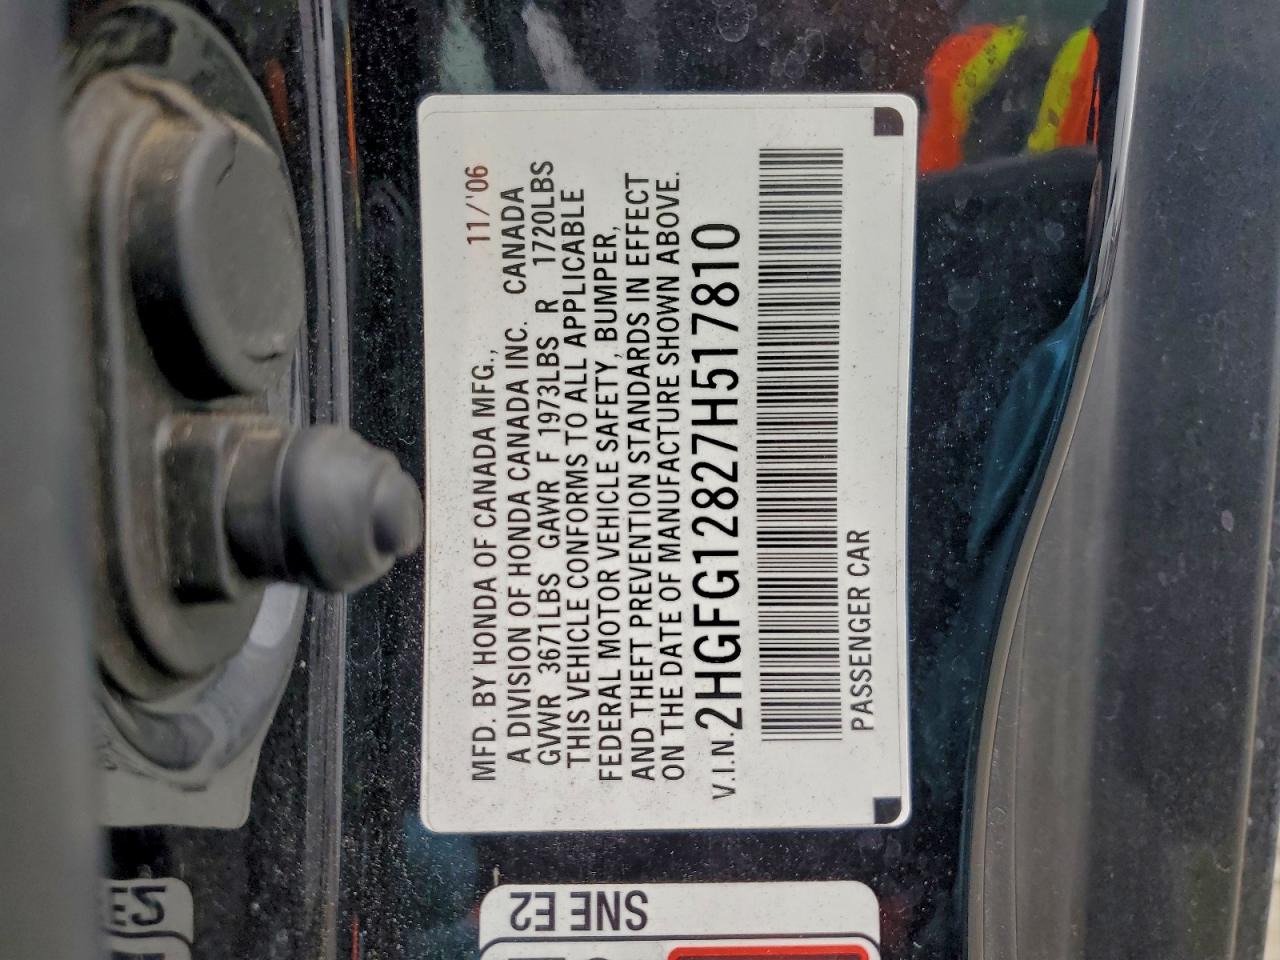 MFD. BY HONDA OF CANADA MFG., 11/'06
A DIVISION OF HONDA CANADA INC. CANADA
GVWR 3671LBS GAWR F 1973LBS R 1720LBS
THIS VEHICLE CONFORMS TO ALL APPLICABLE
FEDERAL MOTOR VEHICLE SAFETY, BUMPER,
AND THEFT PREVENTION STANDARDS IN EFFECT
ON THE DATE OF MANUFACTURE SHOWN ABOVE.
V.I.N. 2HGFG12827H517810
PASSENGER CAR
SNE E2